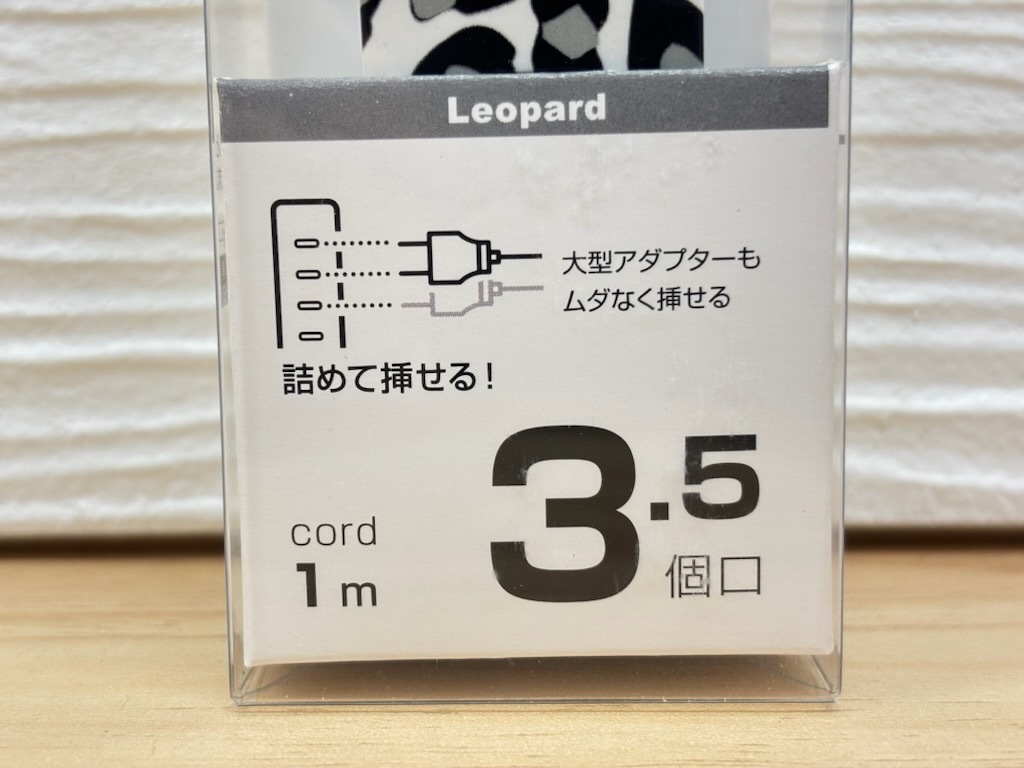 Leopard
大型アダプターも
ムダなく挿せる
詰めて挿せる!
3.5
個口
cord
1m